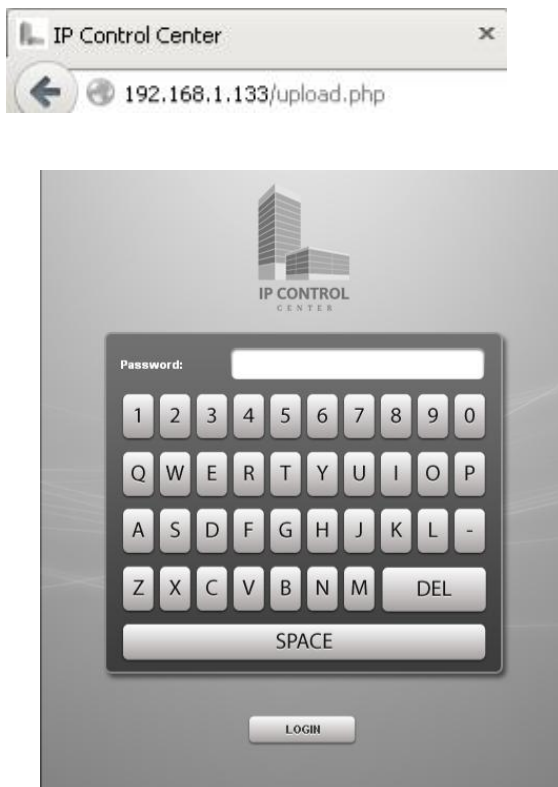 IP Control Center
192.168.1.133/upload.php
IP CONTROL
CENTER
Password:
1 2 3 4 5 6 7 8 9 0
Q W E R T Y U I O P
A S D F G H J K L -
Z X C V B N M DEL
SPACE
LOGIN